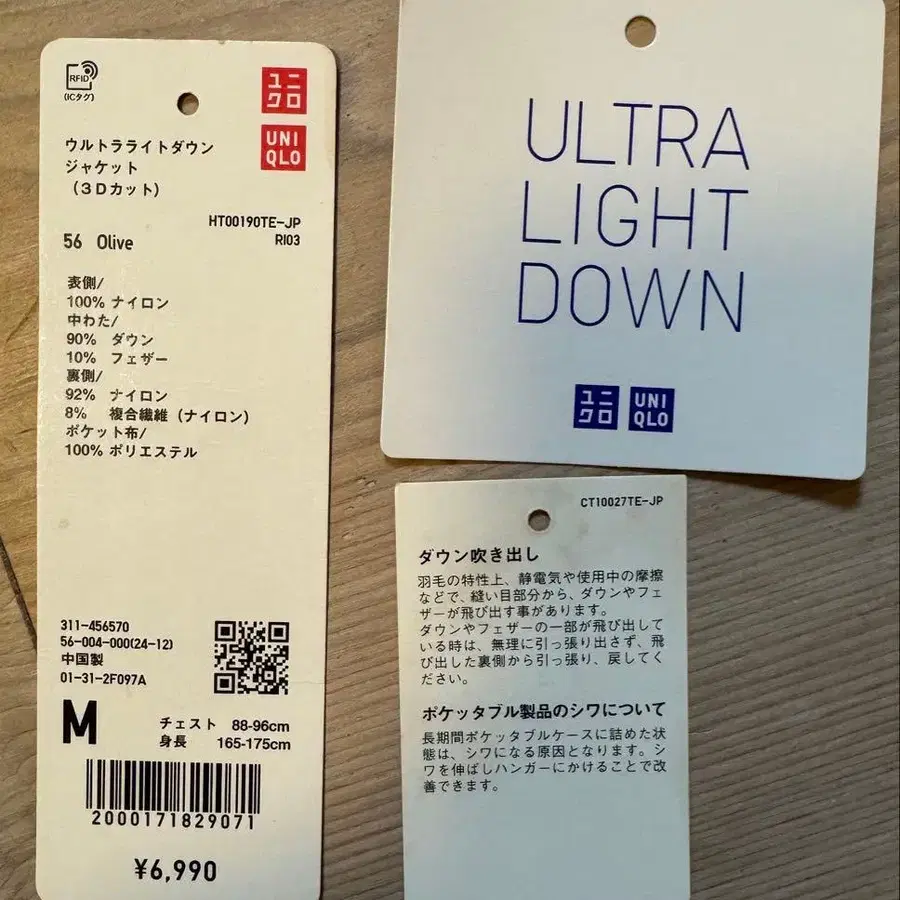 RFID
(ICタグ)
ユニ
クロ
UNI
QLO
ウルトラライトダウン
ジャケット
(3Dカット)
HT00190TE-JP
RI03
56 Olive
表側/
100% ナイロン
中わた/
90% ダウン
10% フェザー
裏側/
92% ナイロン
8% 複合繊維(ナイロン)
ポケット布/
100% ポリエステル
311-456570
56-004-000(24-12)
中国製
01-31-2F097A
M
チェスト 88-96cm
身長 165-175cm
2000171829071
¥6,990
ULTRA
LIGHT
DOWN
ユニ
クロ
UNI
QLO
CT10027TE-JP
ダウン吹き出し
羽毛の特性上、静電気や使用中の摩擦
などで、縫い目部分から、ダウンやフェ
ザーが飛び出す事があります。
ダウンやフェザーの一部が飛び出して
いる時は、無理に引っ張り出さず、飛
び出した裏側から引っ張り、戻してく
ださい。
ポケッタブル製品のシワについて
長期間ポケッタブルケースに詰めた状
態は、シワになる原因となります。シ
ワを伸ばしハンガーにかけることで改
善できます。